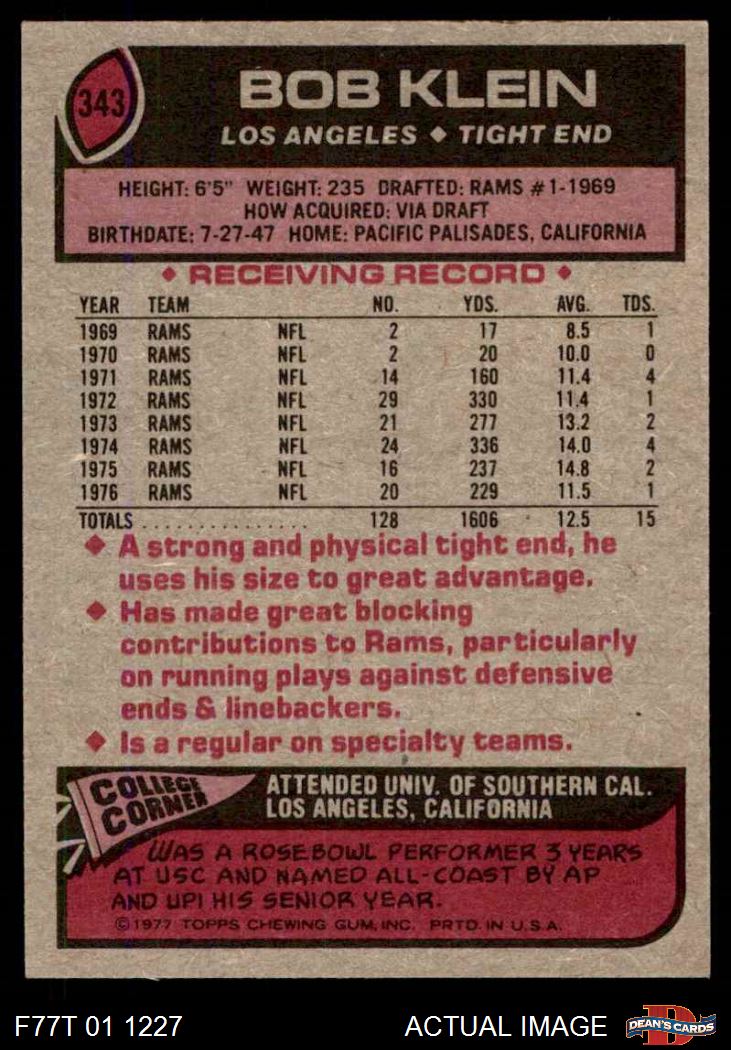 343
BOB KLEIN
LOS ANGELES ♦ TIGHT END
HEIGHT: 6'5" WEIGHT: 235 DRAFTED: RAMS #1-1969
HOW ACQUIRED: VIA DRAFT
BIRTHDATE: 7-27-47 HOME: PACIFIC PALISADES, CALIFORNIA
♦ RECEIVING RECORD ♦
YEAR TEAM NO. YDS. AVG. TDS.
1969 RAMS NFL 2 17 8.5 1
1970 RAMS NFL 2 20 10.0 0
1971 RAMS NFL 14 160 11.4 4
1972 RAMS NFL 29 330 11.4 1
1973 RAMS NFL 21 277 13.2 2
1974 RAMS NFL 24 336 14.0 4
1975 RAMS NFL 16 237 14.8 2
1976 RAMS NFL 20 229 11.5 1
TOTALS ................ 128 1606 12.5 15
♦ A strong and physical tight end, he
uses his size to great advantage.
♦ Has made great blocking
contributions to Rams, particularly
on running plays against defensive
ends & linebackers.
♦ Is a regular on specialty teams.
COLLEGE
CORNER
ATTENDED UNIV. OF SOUTHERN CAL.
LOS ANGELES, CALIFORNIA
WAS A ROSE BOWL PERFORMER 3 YEARS
AT USC AND NAMED ALL-COAST BY AP
AND UPI HIS SENIOR YEAR.
©1977 TOPPS CHEWING GUM, INC. PRTD. IN U.S.A.
F77T 01 1227 ACTUAL IMAGE
D
DEAN'S CARDS